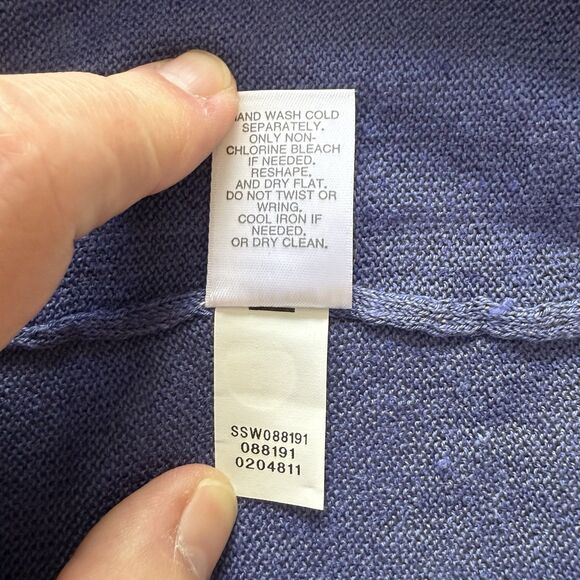 HAND WASH COLD
SEPARATELY.
ONLY NON-
CHLORINE BLEACH
IF NEEDED.
RESHAPE,
AND DRY FLAT.
DO NOT TWIST OR
WRING.
COOL IRON IF
NEEDED.
OR DRY CLEAN.
SSW088191
088191
0204811